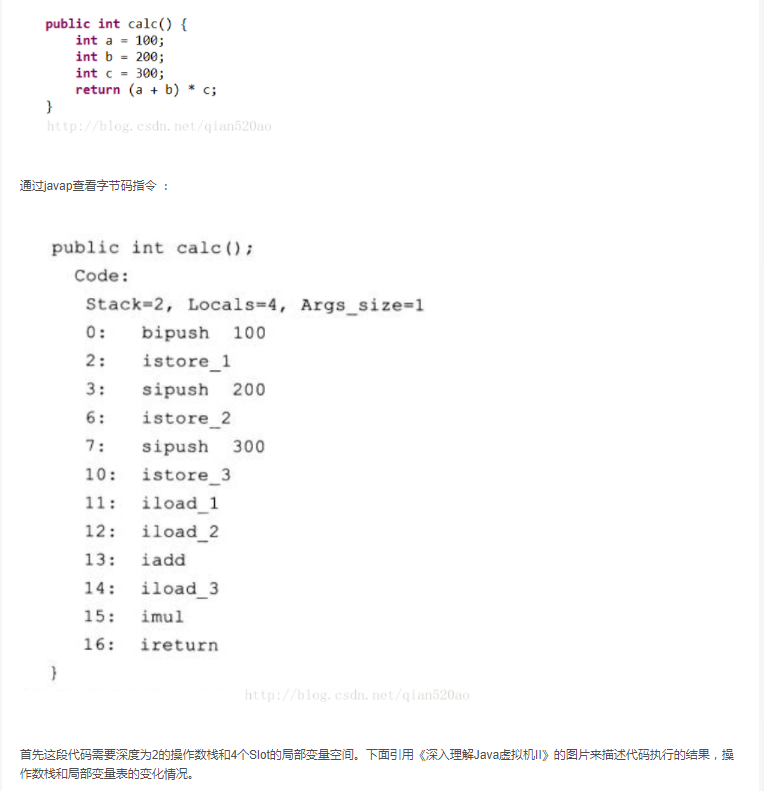 public int calc() {
int a = 100;
int b = 200;
int c = 300;
return (a + b) * c;
}
http://blog.csdn.net/qian520ao
通过javap查看字节码指令 ：
public int calc();
Code:
Stack=2, Locals=4, Args_size=1
0: bipush 100
2: istore_1
3: sipush 200
6: istore_2
7: sipush 300
10: istore_3
11: iload_1
12: iload_2
13: iadd
14: iload_3
15: imul
16: ireturn
}
http://blog.csdn.net/qian520ao
首先这段代码需要深度为2的操作数栈和4个Slot的局部变量空间。下面引用《深入理解Java虚拟机II》的图片来描述代码执行的结果，操
作数栈和局部变量表的变化情况。